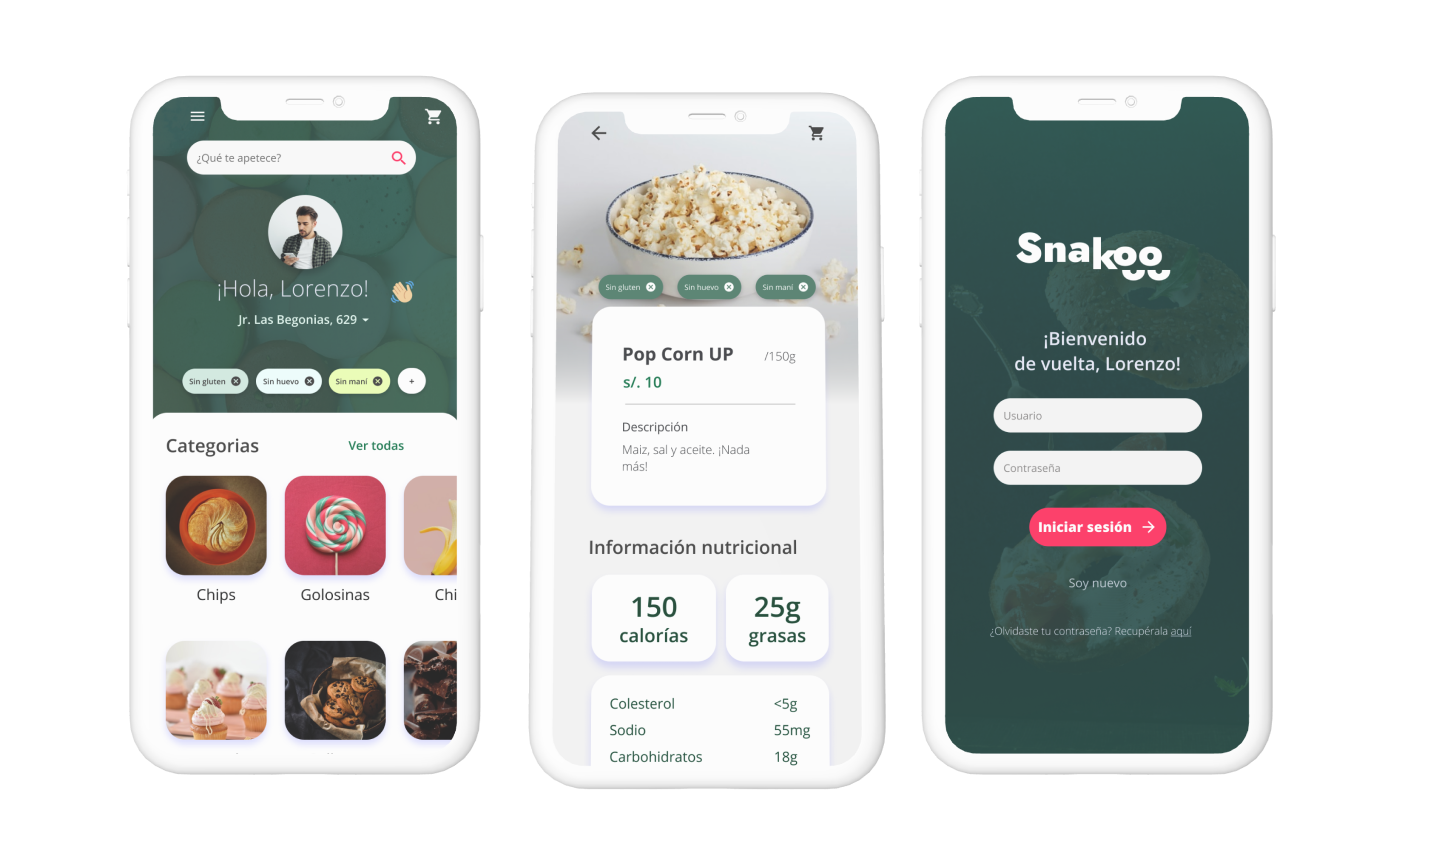 ¿Qué te apetece?
¡Hola, Lorenzo!
Jr. Las Begonias, 629
Sin gluten
Sin huevo
Sin maní
+
Categorias
Ver todas
Chips
Golosinas
Chi
Sin gluten
Sin huevo
Sin maní
Pop Corn UP
/150g
s/. 10
Descripción
Maiz, sal y aceite. ¡Nada
más!
Información nutricional
150
calorías
25g
grasas
Colesterol
<5g
Sodio
55mg
Carbohidratos
18g
Snakoo
¡Bienvenido
de vuelta, Lorenzo!
Usuario
Contraseña
Iniciar sesión
Soy nuevo
¿Olvidaste tu contraseña? Recupérala aquí